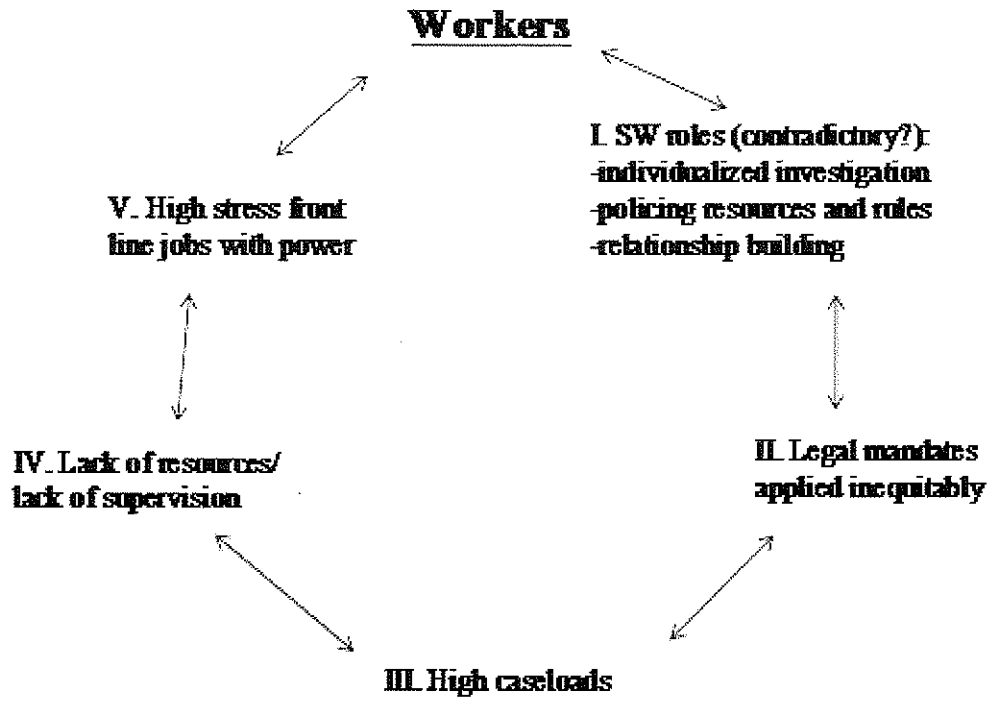 Workers
I. SW roles (contradictory?):
-individualized investigation
-policing resources and rules
-relationship building
II. Legal mandates
applied inequitably
III. High caseloads
IV. Lack of resources/
lack of supervision
V. High stress front
line jobs with power